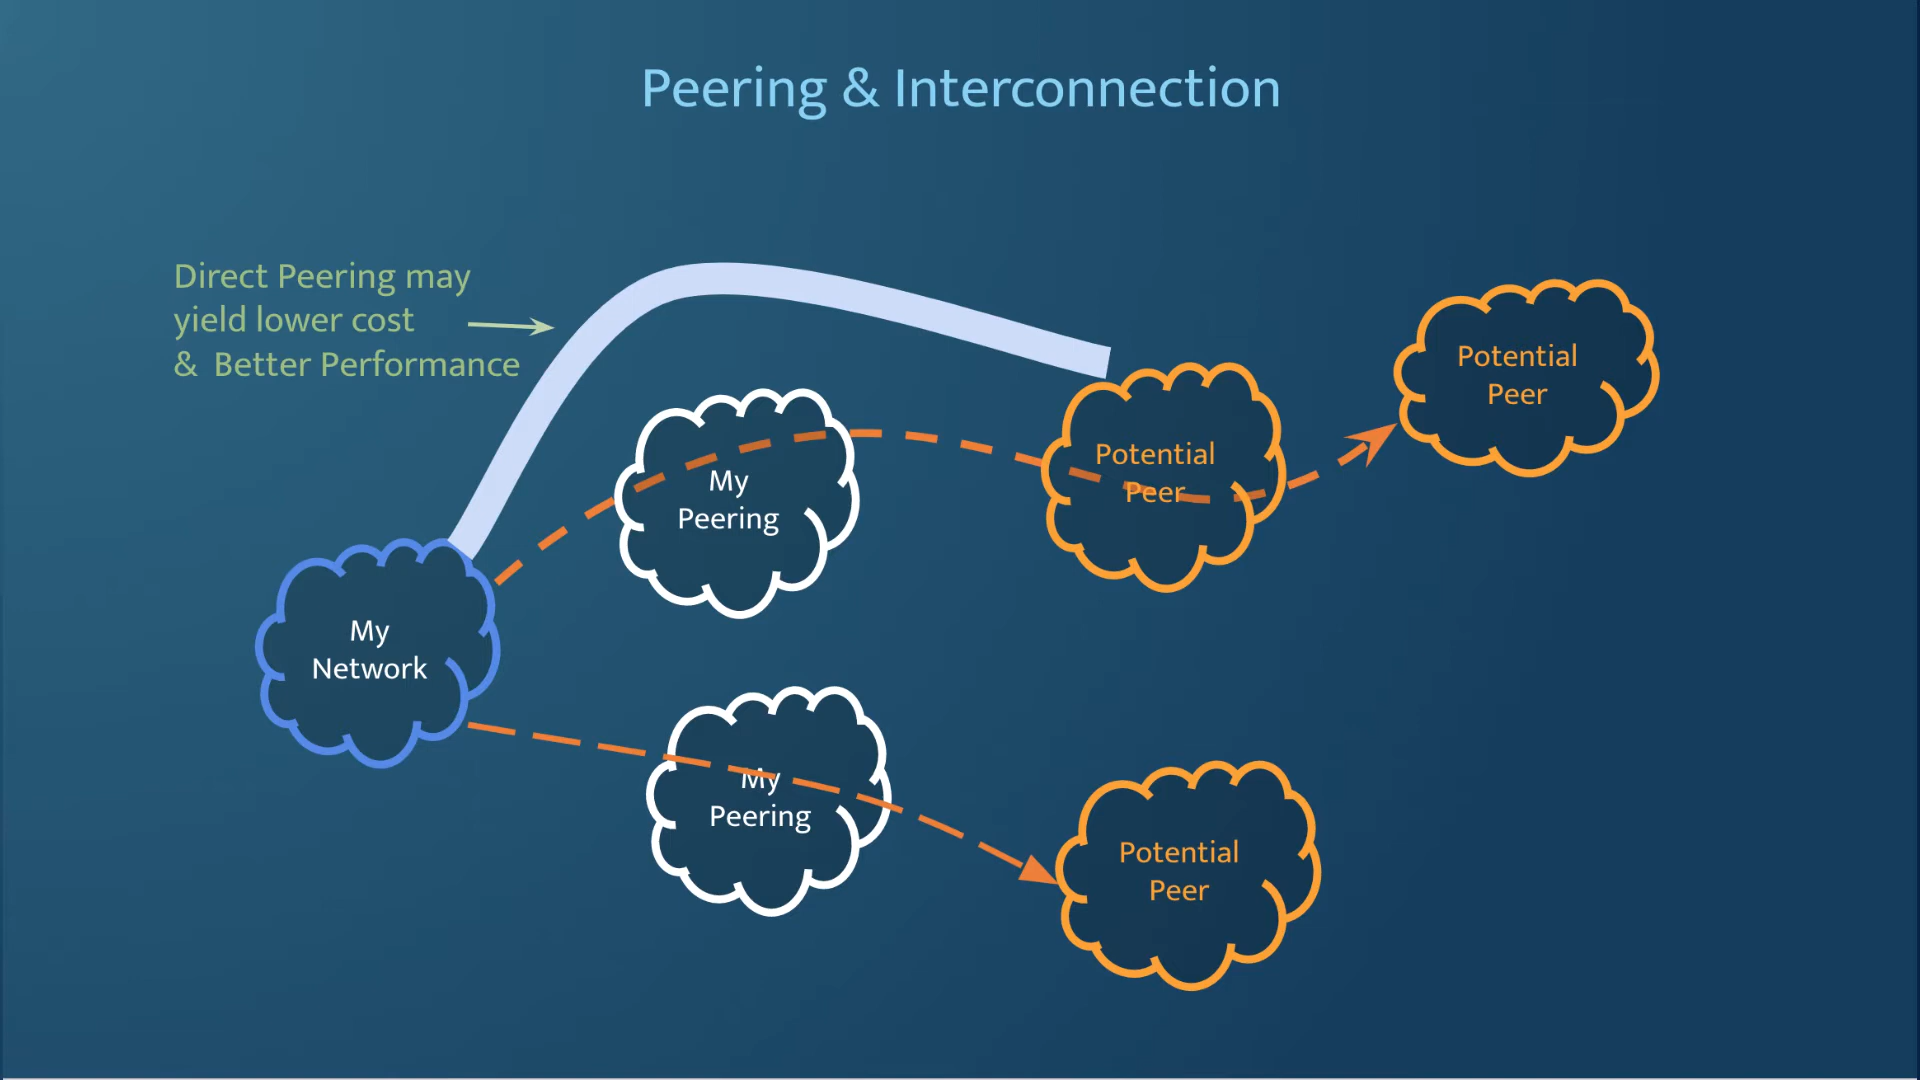 Peering & Interconnection
Direct Peering may
yield lower cost
& Better Performance
Potential
Peer
Potential
Peer
My
Peering
My
Network
My
Peering
Potential
Peer